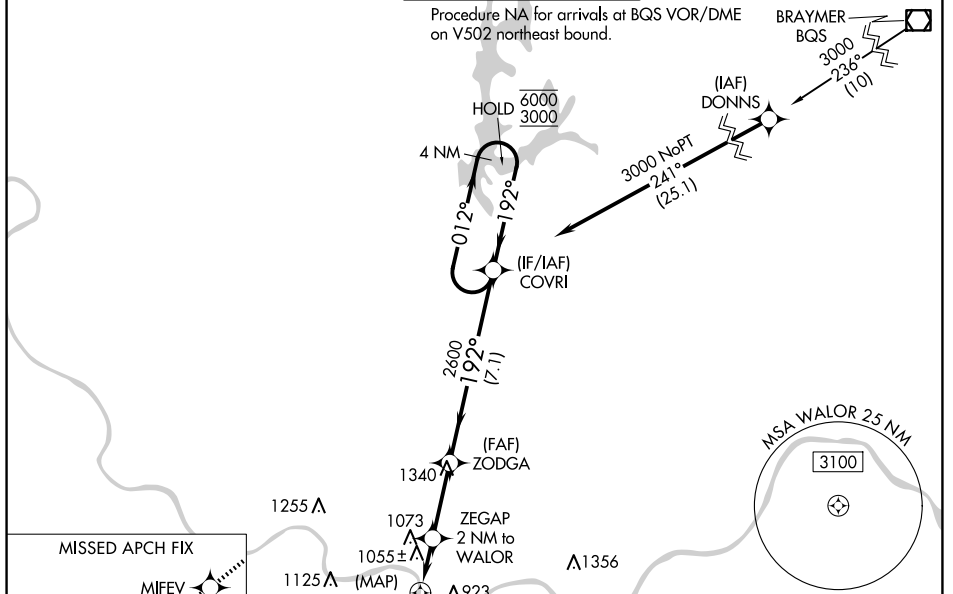 Procedure NA for arrivals at BQS VOR/DME
on V502 northeast bound.
BRAYMER
BQS
3000
236°
(10)
(IAF)
DONNS
HOLD
6000
3000
4 NM
3000 NoPT
241°
(25.1)
012°
192°
(IF/IAF)
COVRI
2600
192°
(7.1)
MSA WALOR 25 NM
3100
(FAF)
ZODGA
1340
1255
1073
ZEGAP
2 NM to
WALOR
1055±
1356
MISSED APCH FIX
MIFEV
1125
(MAP)
923